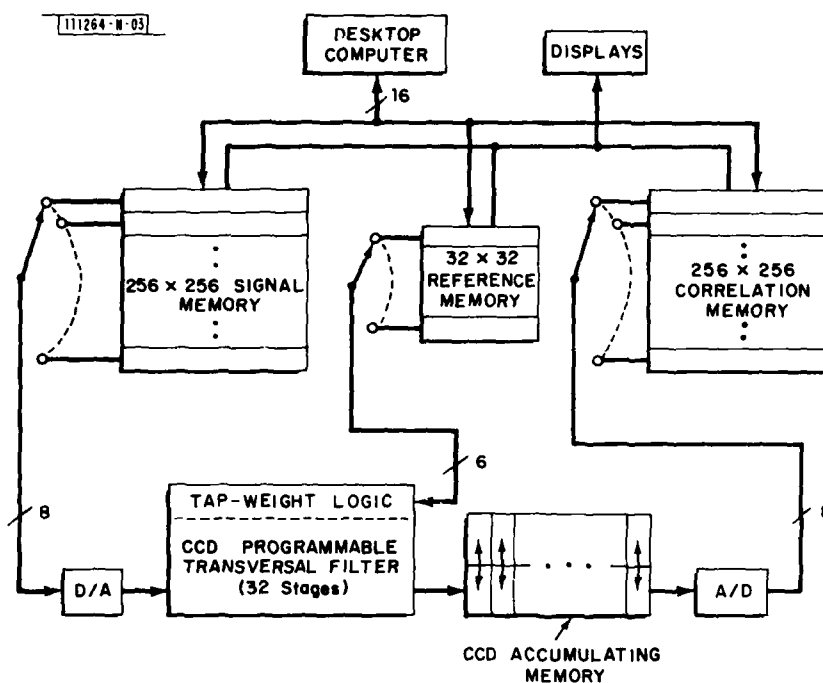 111264-N-03
DESKTOP
COMPUTER
DISPLAYS
16
256 × 256 SIGNAL
MEMORY
32 × 32
REFERENCE
MEMORY
256 × 256
CORRELATION
MEMORY
8
6
8
TAP-WEIGHT LOGIC
CCD PROGRAMMABLE
TRANSVERSAL FILTER
(32 Stages)
D/A
A/D
CCD ACCUMULATING
MEMORY